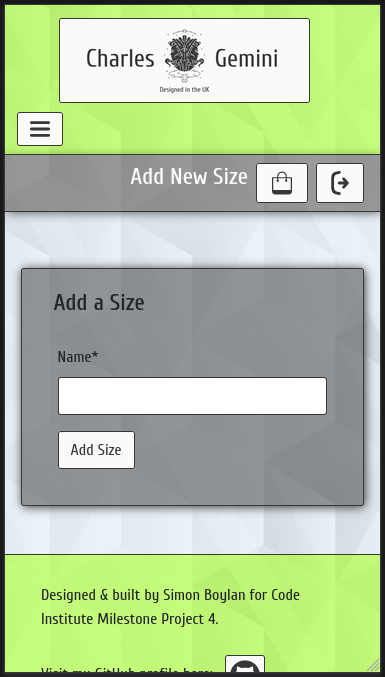 Charles Gemini
Designed in the UK
Add New Size
Add a Size
Name*
Add Size
Designed & built by Simon Boylan for Code
Institute Milestone Project 4.
Visit my GitHub profile here: